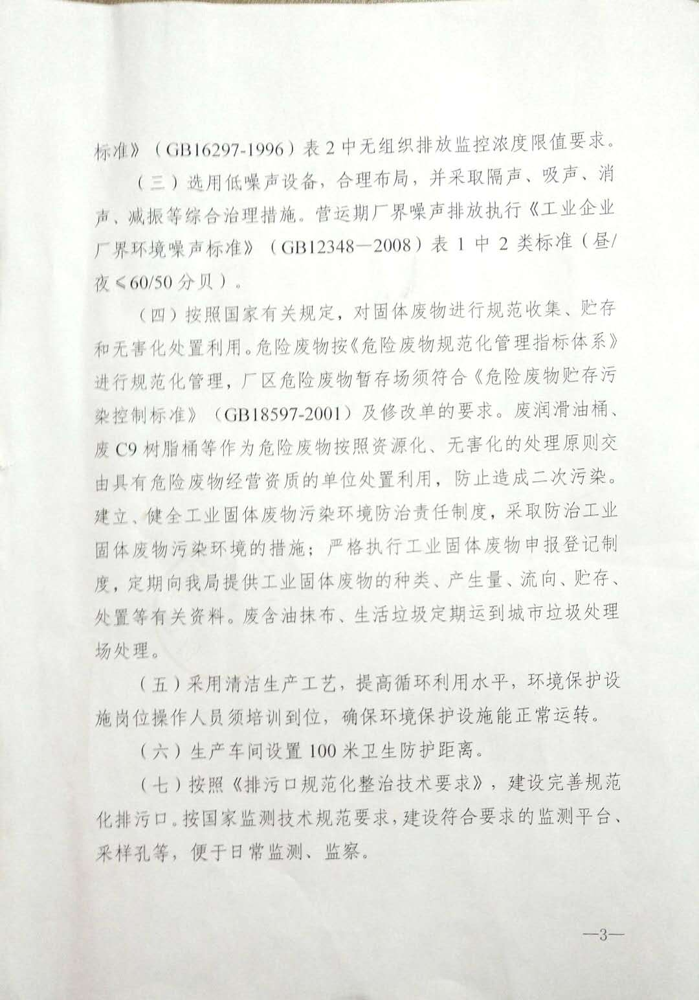 标准》（GB16297-1996）表2中无组织排放监控浓度限值要求。
（三）选用低噪声设备，合理布局，并采取隔声、吸声、消
声、减振等综合治理措施。营运期厂界噪声排放执行《工业企业
厂界环境噪声标准》（GB12348—2008）表1中2类标准（昼/
夜≤60/50分贝）。
（四）按照国家有关规定，对固体废物进行规范收集、贮存
和无害化处置利用。危险废物按《危险废物规范化管理指标体系》
进行规范化管理，厂区危险废物暂存场须符合《危险废物贮存污
染控制标准》（GB18597-2001）及修改单的要求。废润滑油桶、
废C9树脂桶等作为危险废物按照资源化、无害化的处理原则交
由具有危险废物经营资质的单位处置利用，防止造成二次污染。
建立、健全工业固体废物污染环境防治责任制度，采取防治工业
固体废物污染环境的措施；严格执行工业固体废物申报登记制
度，定期向我局提供工业固体废物的种类、产生量、流向、贮存、
处置等有关资料。废含油抹布、生活垃圾定期运到城市垃圾处理
场处理。
（五）采用清洁生产工艺，提高循环利用水平，环境保护设
施岗位操作人员须培训到位，确保环境保护设施能正常运转。
（六）生产车间设置100米卫生防护距离。
（七）按照《排污口规范化整治技术要求》，建设完善规范
化排污口。按国家监测技术规范要求，建设符合要求的监测平台、
采样孔等，便于日常监测、监察。
—3—